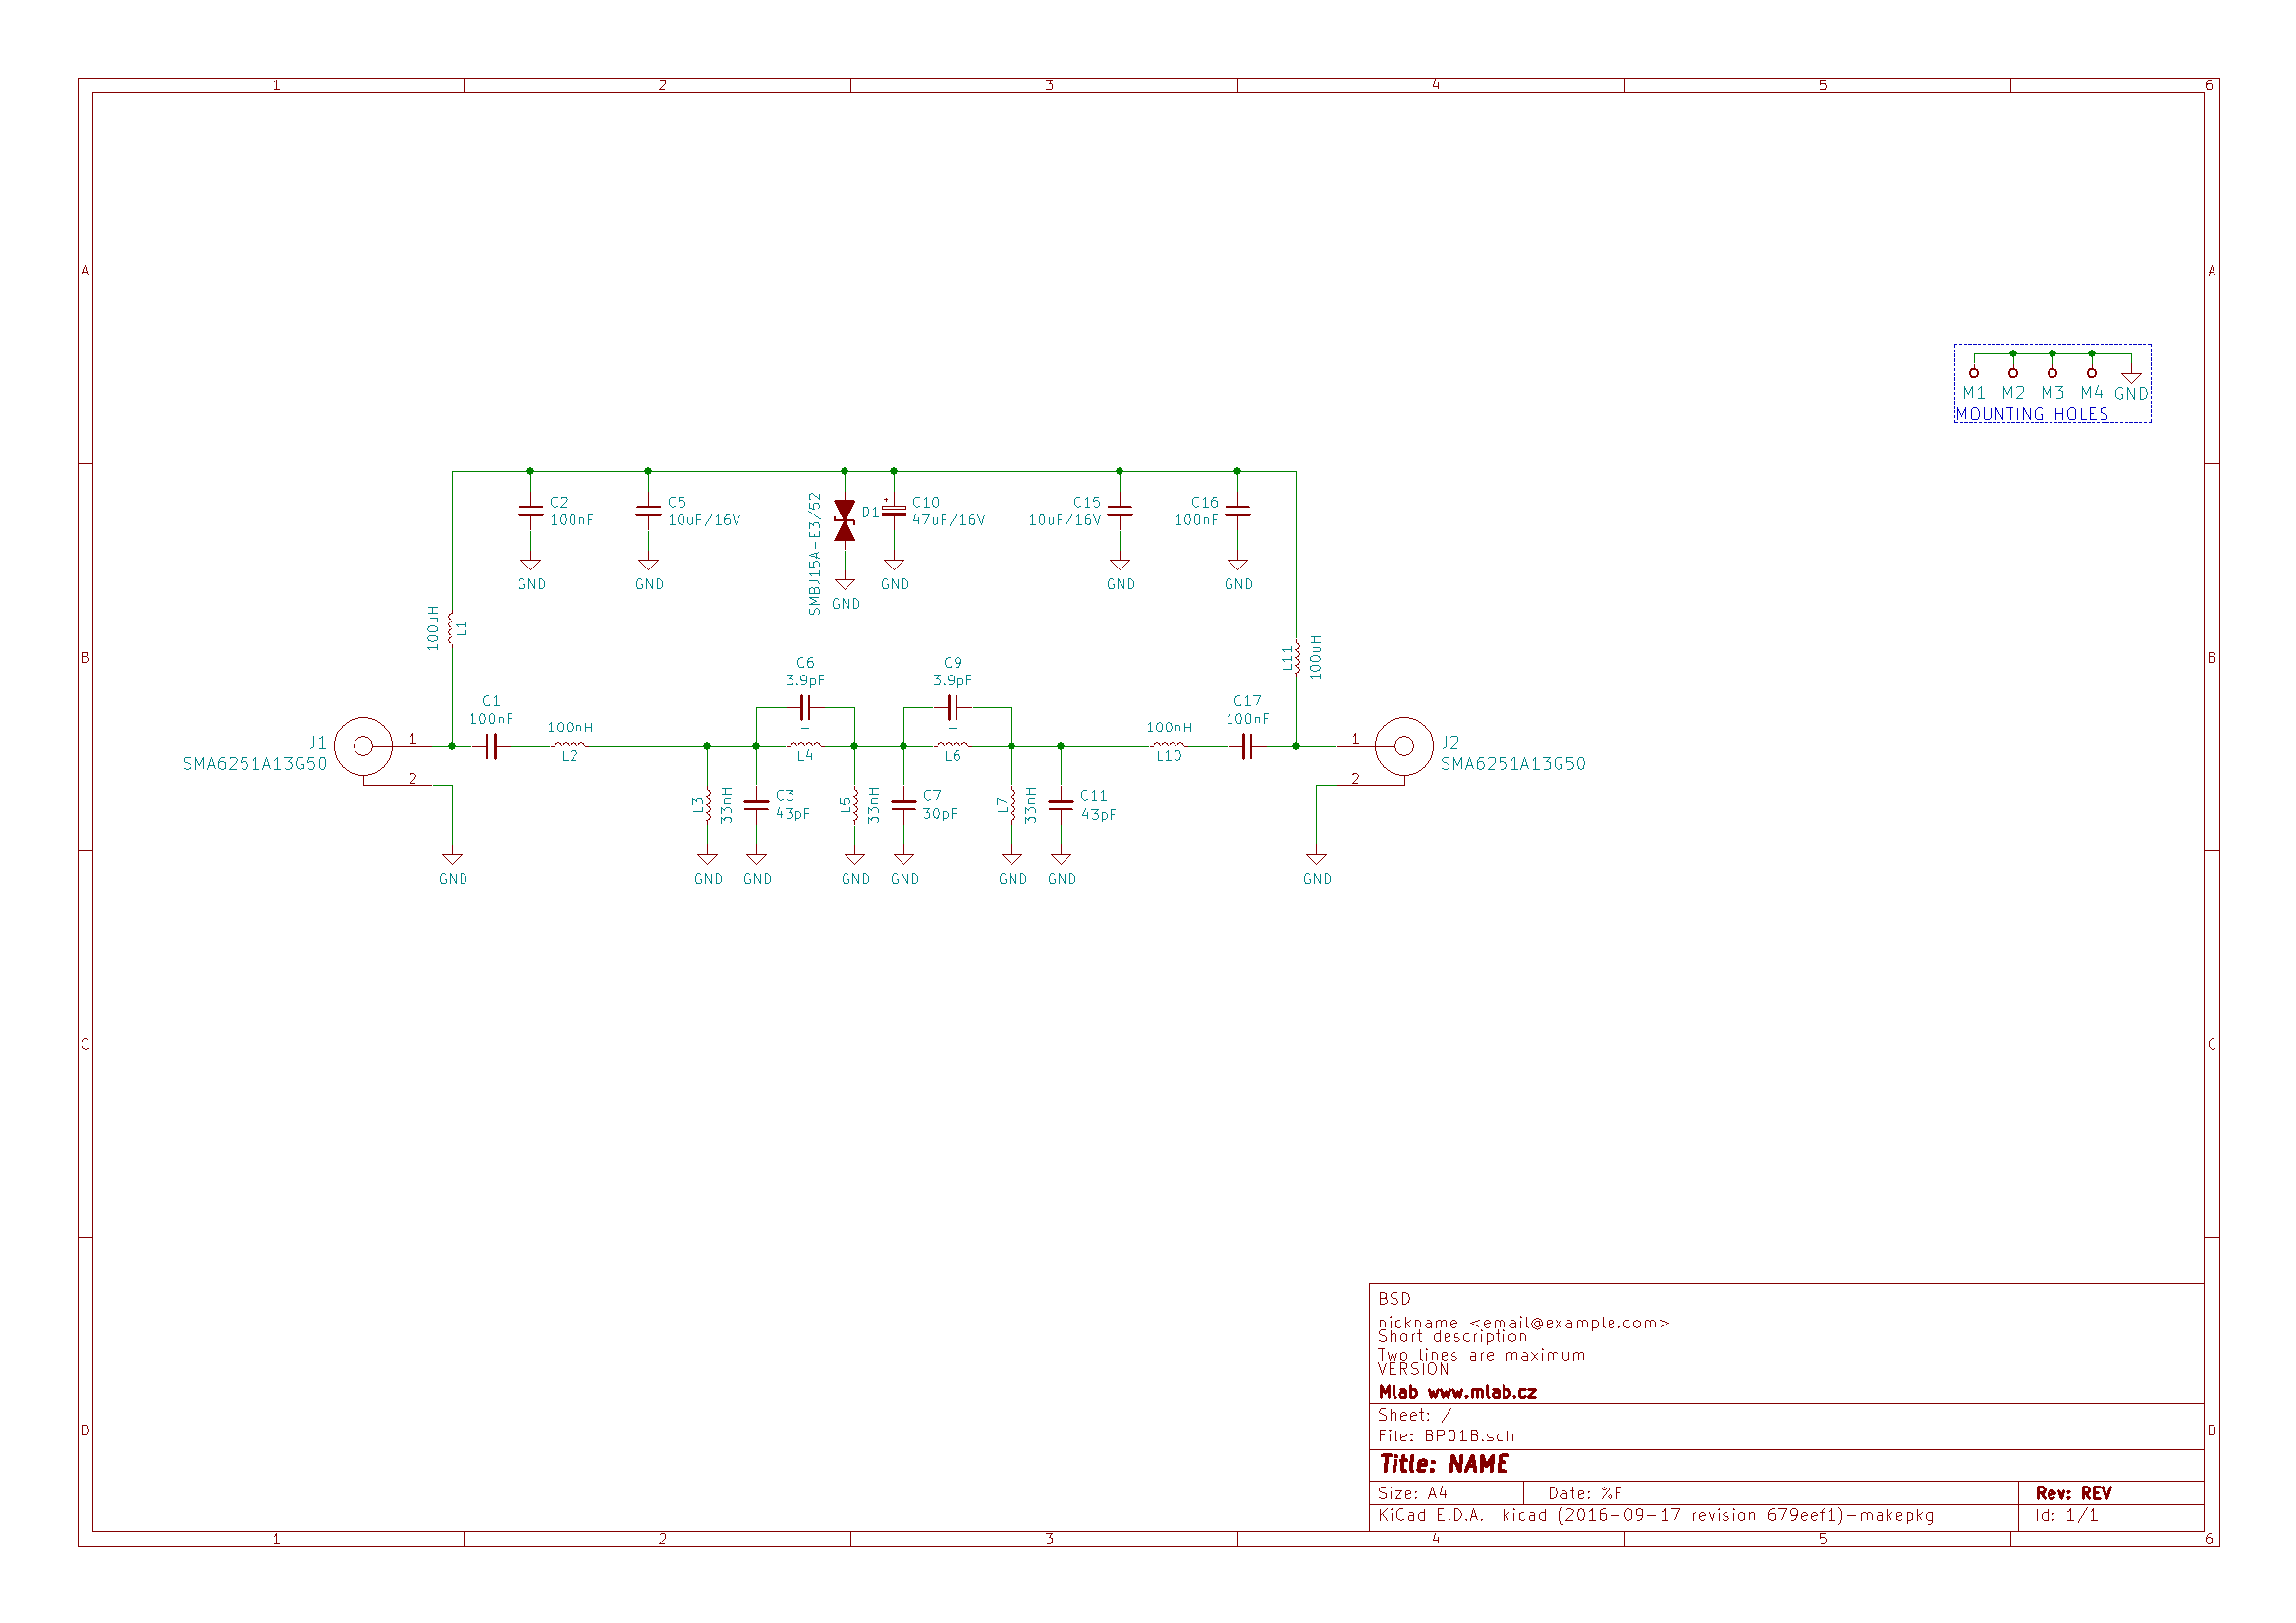 1 2 3 4 5 6
A A
M1 M2 M3 M4 GND
MOUNTING HOLES
C2
100nF
GND
C5
10uF/16V
GND
SMBJ15A-E3/52
D1
GND
+
C10
47uF/16V
GND
C15
10uF/16V
GND
C16
100nF
GND
100uH
L1
L11
100uH
B B
C6
3.9pF
-
L4
C9
3.9pF
-
L6
C1
100nF
100nH
L2
100nH
L10
C17
100nF
J1
SMA6251A13G50
1
2
GND
J2
SMA6251A13G50
1
2
GND
L3
33nH
GND
C3
43pF
GND
L5
33nH
GND
C7
30pF
GND
L7
33nH
GND
C11
43pF
GND
C C
BSD
nickname <email@example.com>
Short description
Two lines are maximum
VERSION
Mlab www.mlab.cz
Sheet: /
File: BP01B.sch
D D
Title: NAME
Size: A4 Date: %F Rev: REV
KiCad E.D.A. kicad (2016-09-17 revision 679eef1)-makepkg Id: 1/1
1 2 3 4 5 6